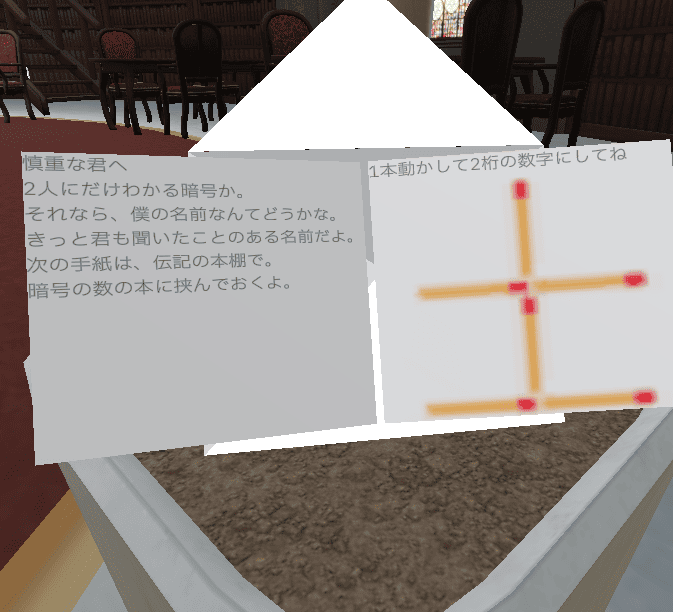 慎重な君へ
2人にだけわかる暗号か。
それなら、僕の名前なんてどうかな。
きっと君も聞いたことのある名前だよ。
次の手紙は、伝記の本棚で。
暗号の数の本に挟んでおくよ。
1本動かして2桁の数字にしてね